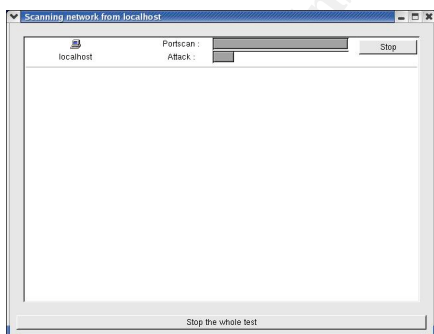 Scanning network from localhost
Portscan :
Stop
localhost
Attack :
Stop the whole test